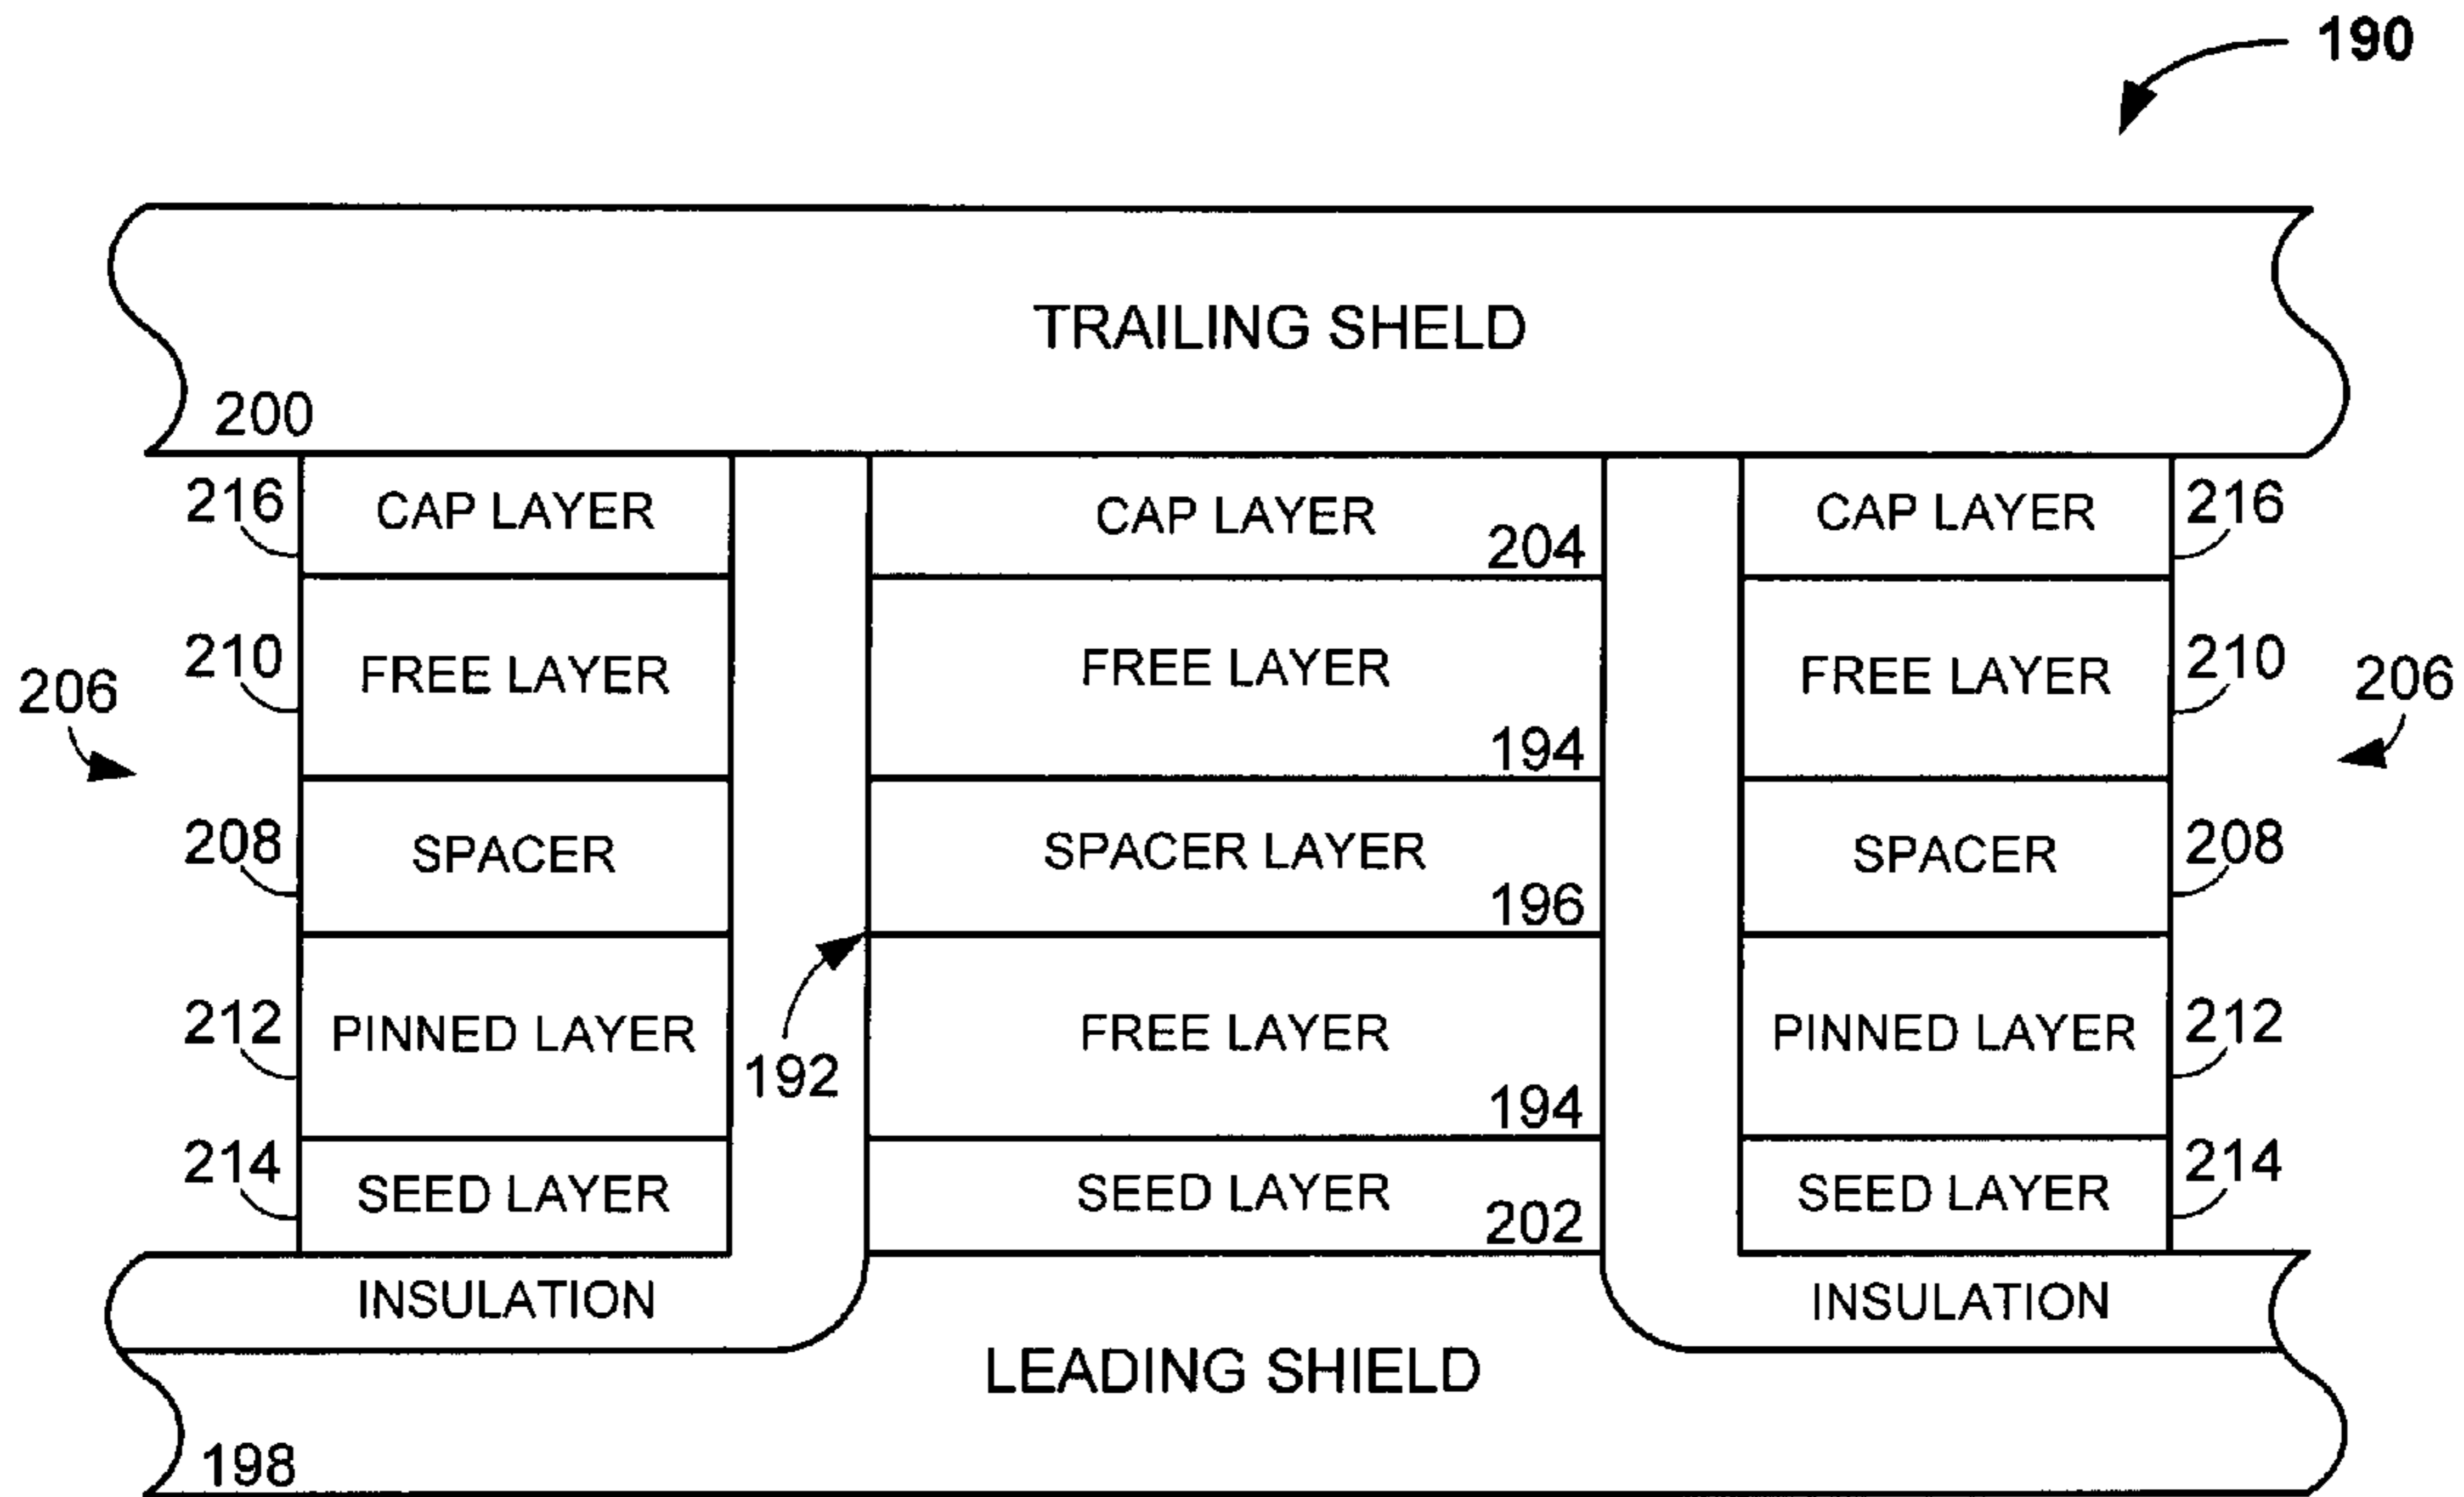 190
TRAILING SHELD
200
216 CAP LAYER CAP LAYER 204 CAP LAYER 216
210 FREE LAYER FREE LAYER FREE LAYER 210
206 194 206
208 SPACER SPACER LAYER SPACER 208
196
212 PINNED LAYER FREE LAYER PINNED LAYER 212
192 194
214 SEED LAYER SEED LAYER SEED LAYER 214
202
INSULATION INSULATION
LEADING SHIELD
198